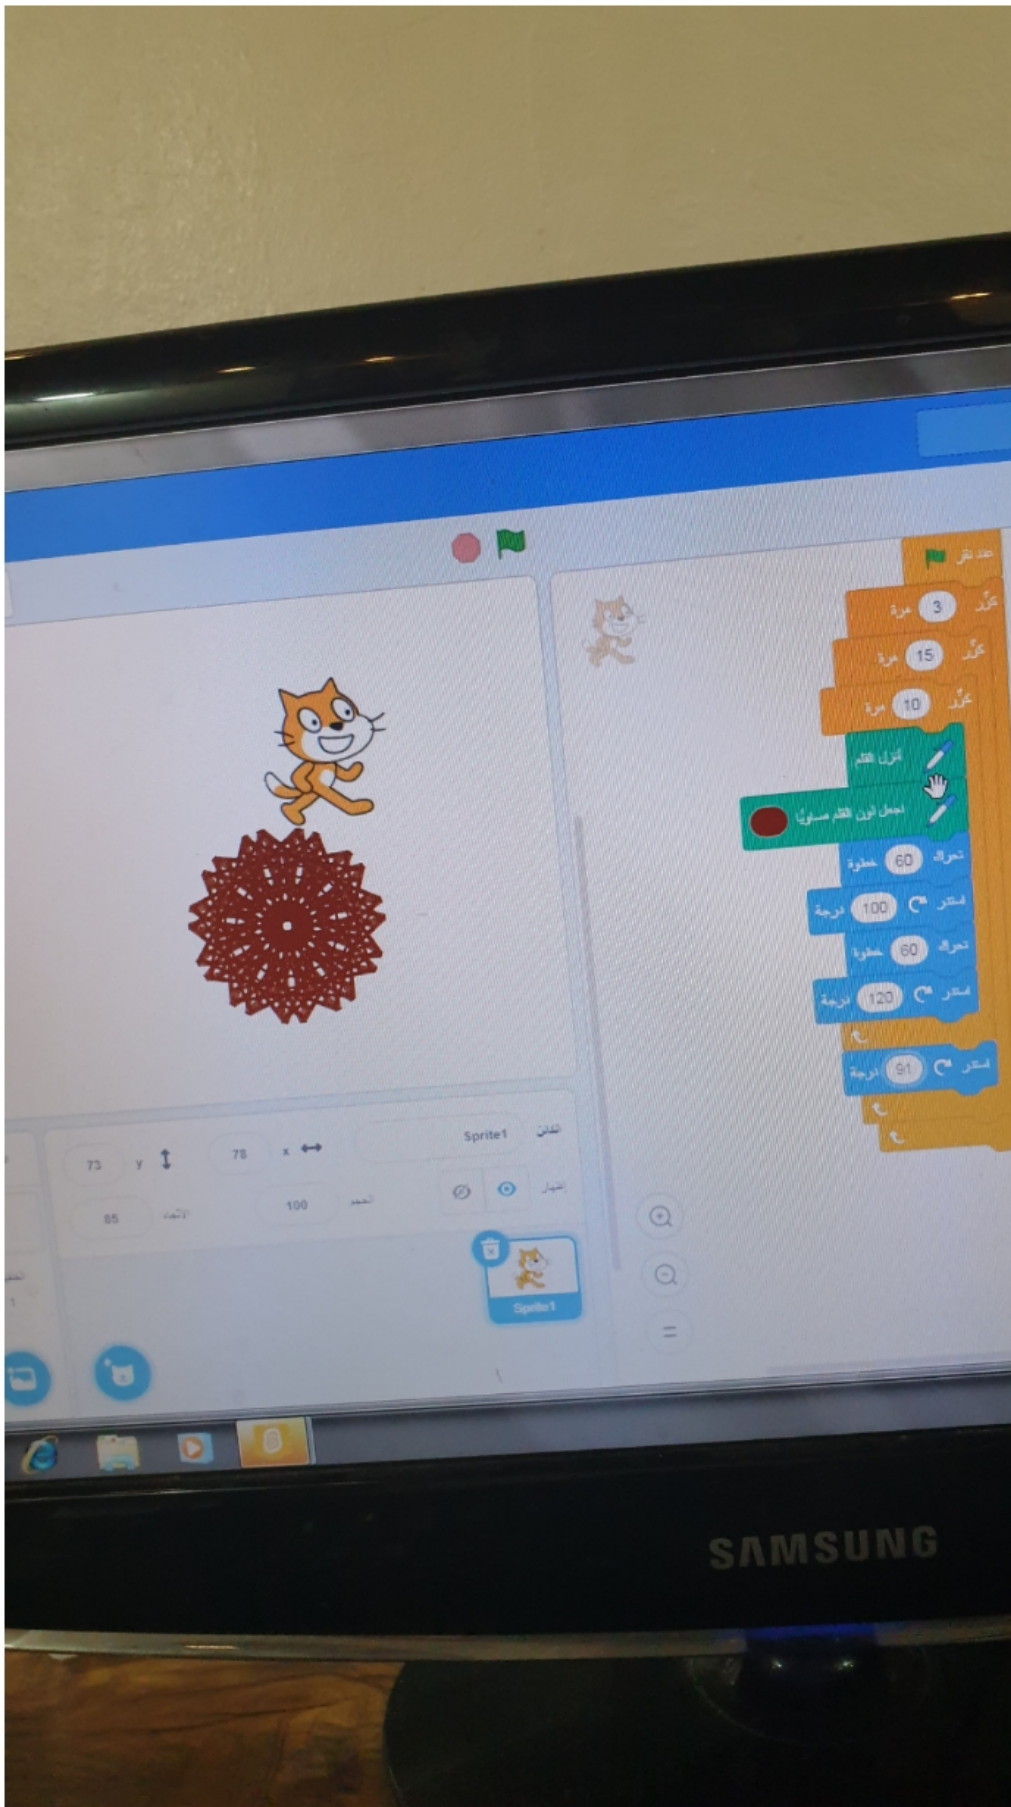 عند نقر
كرِّر 3 مرة
كرِّر 15 مرة
كرِّر 10 مرة
أنزل القلم
اجعل لون القلم مساويًا
تحرك 60 خطوة
استدر 100 درجة
تحرك 60 خطوة
استدر 120 درجة
استدر 91 درجة
الكائن Sprite1 x 78 y 73
إظهار الحجم 100 الاتجاه 85
Sprite1
1
SAMSUNG